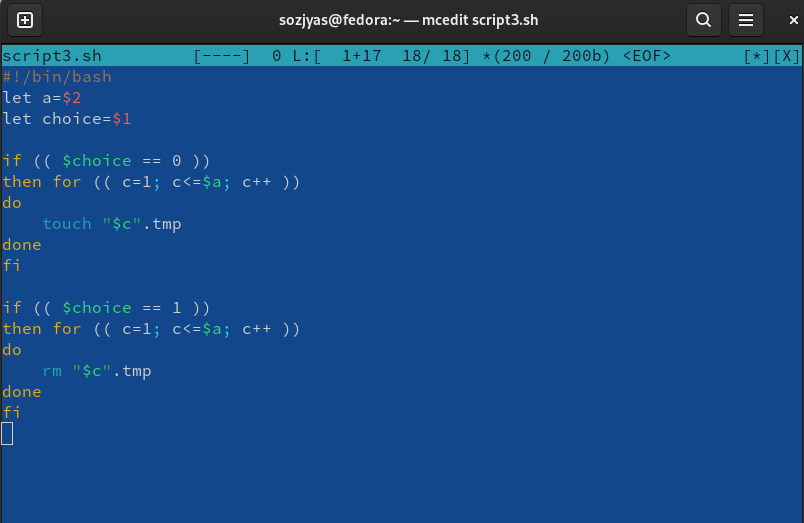 sozjyas@fedora:~ — mcedit script3.sh
script3.sh         [----]  0 L:[  1+17  18/ 18] *(200 / 200b) <EOF>       [*][X]
#!/bin/bash
let a=$2
let choice=$1

if (( $choice == 0 ))
then for (( c=1; c<=$a; c++ ))
do
    touch "$c".tmp
done
fi

if (( $choice == 1 ))
then for (( c=1; c<=$a; c++ ))
do
    rm "$c".tmp
done
fi